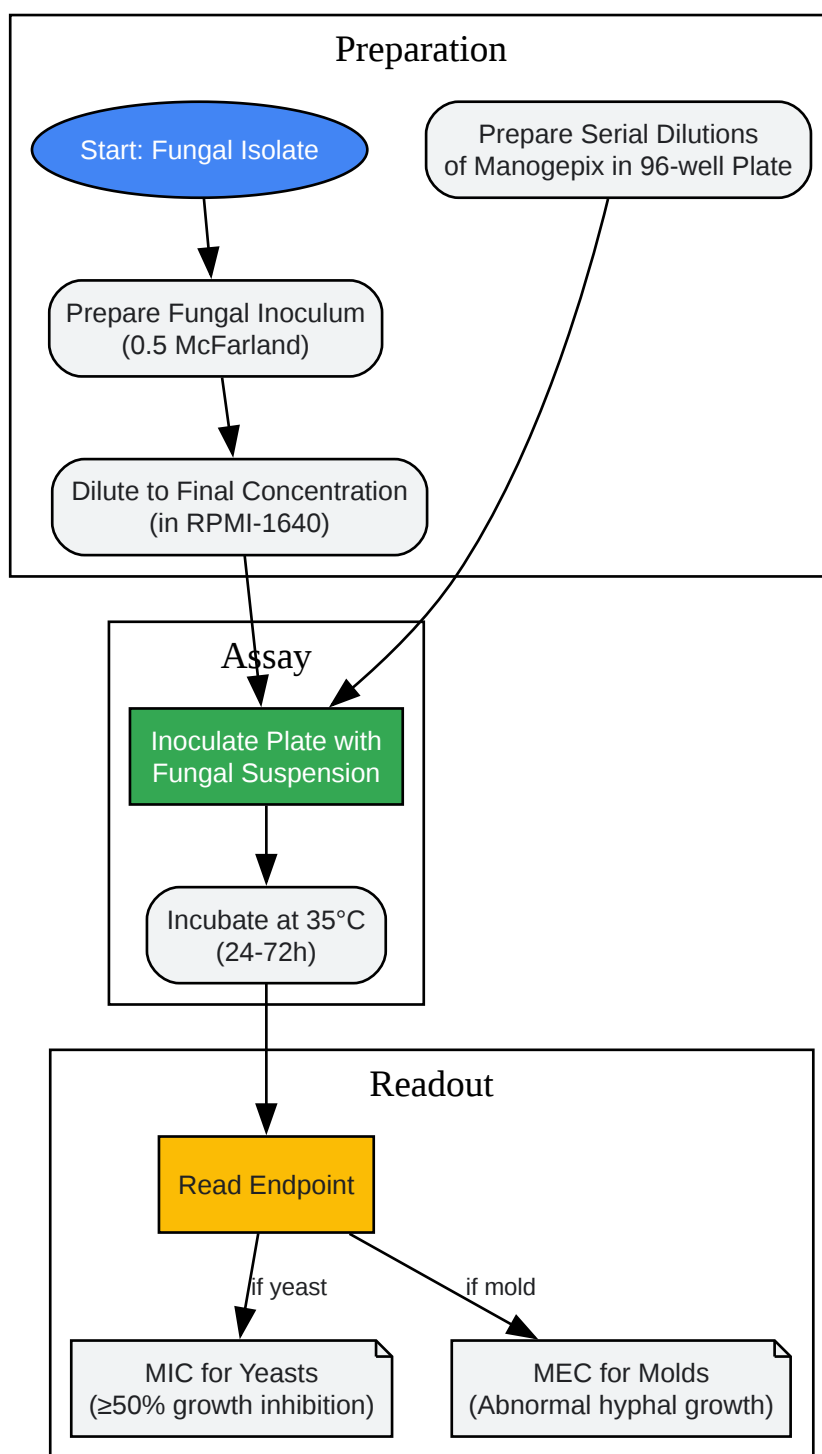 Preparation
Start: Fungal Isolate
Prepare Serial Dilutions
of Manogepix in 96-well Plate
Prepare Fungal Inoculum
(0.5 McFarland)
Dilute to Final Concentration
(in RPMI-1640)
Assay
Inoculate Plate with
Fungal Suspension
Incubate at 35°C
(24-72h)
Readout
Read Endpoint
if yeast
if mold
MIC for Yeasts
(≥50% growth inhibition)
MEC for Molds
(Abnormal hyphal growth)